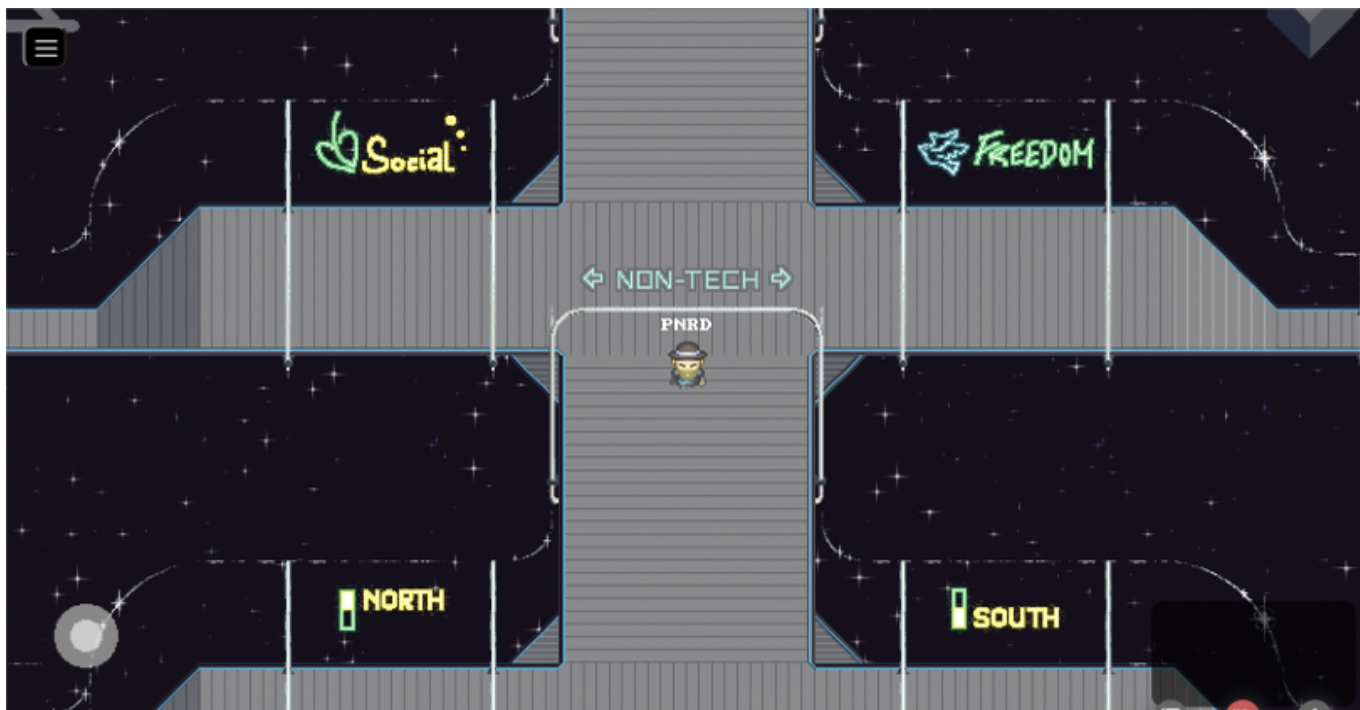 Social
FREEDOM
← NON-TECH →
PNRD
NORTH
SOUTH